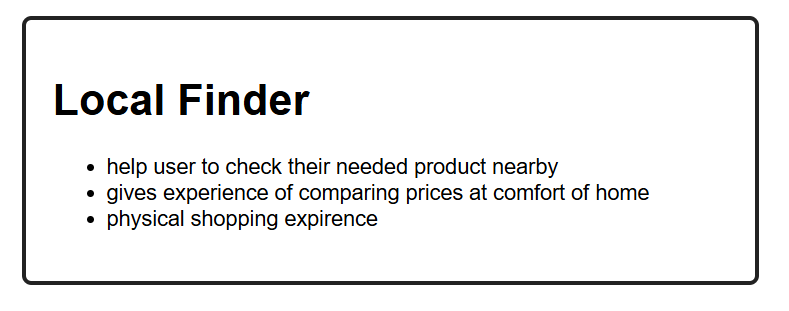 Local Finder
help user to check their needed product nearby
gives experience of comparing prices at comfort of home
physical shopping expirence